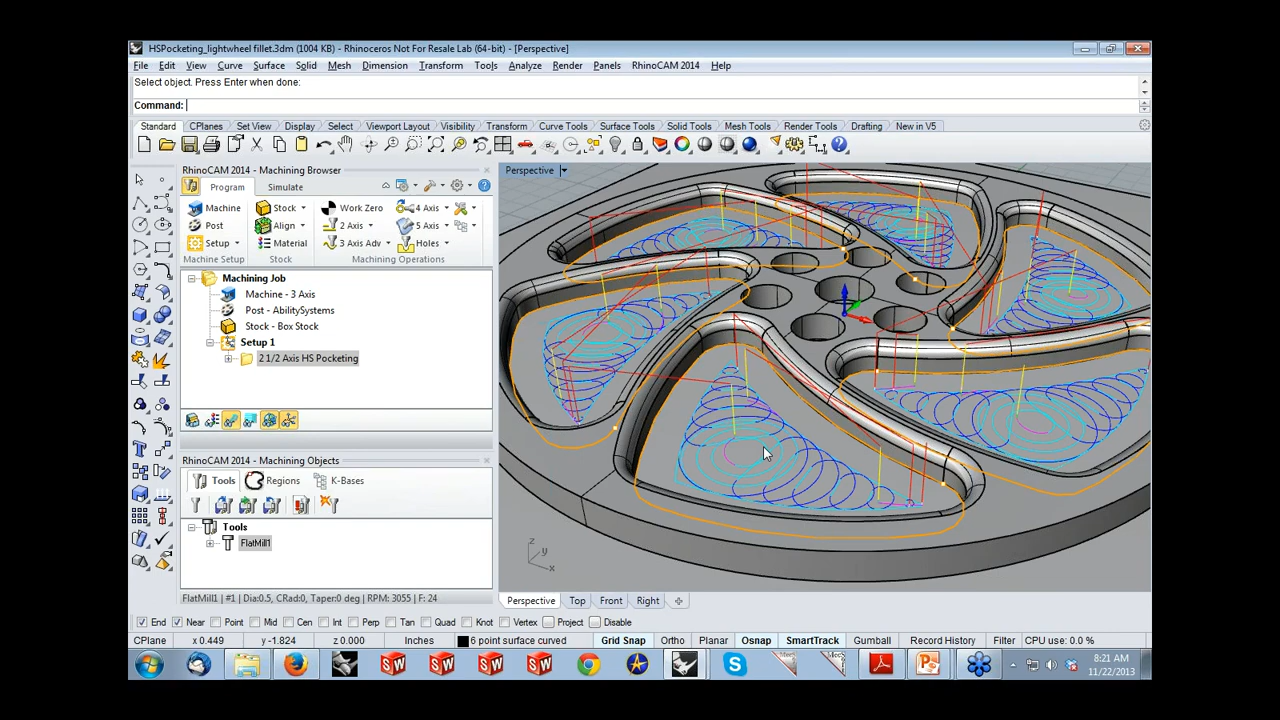 HSPocketing_lightwheel fillet.3dm (1004 KB) - Rhinoceros Not For Resale Lab (64-bit) - [Perspective]
File Edit View Curve Surface Solid Mesh Dimension Transform Tools Analyze Render Panels RhinoCAM 2014 Help
Select object. Press Enter when done:
Command:
Standard CPlanes Set View Display Select Viewport Layout Visibility Transform Curve Tools Surface Tools Solid Tools Mesh Tools Render Tools Drafting New in V5
RhinoCAM 2014 - Machining Browser
Program Simulate
Machine Stock Work Zero 4 Axis
Post Align 2 Axis 5 Axis
Setup Material 3 Axis Adv Holes
Machine Setup Stock Machining Operations
Machining Job
Machine - 3 Axis
Post - AbilitySystems
Stock - Box Stock
Setup 1
2 1/2 Axis HS Pocketing
RhinoCAM 2014 - Machining Objects
Tools Regions K-Bases
Tools
FlatMill1
FlatMill1 | #1 | Dia:0.5, CRad:0, Taper:0 deg | RPM: 3055 | F: 24
Perspective
z
y
x
Perspective Top Front Right
End Near Point Mid Cen Int Perp Tan Quad Knot Vertex Project Disable
CPlane x 0.449 y -1.824 z 0.000 Inches 6 point surface curved Grid Snap Ortho Planar Osnap SmartTrack Gumball Record History Filter CPU use: 0.0 %
8:21 AM
11/22/2013